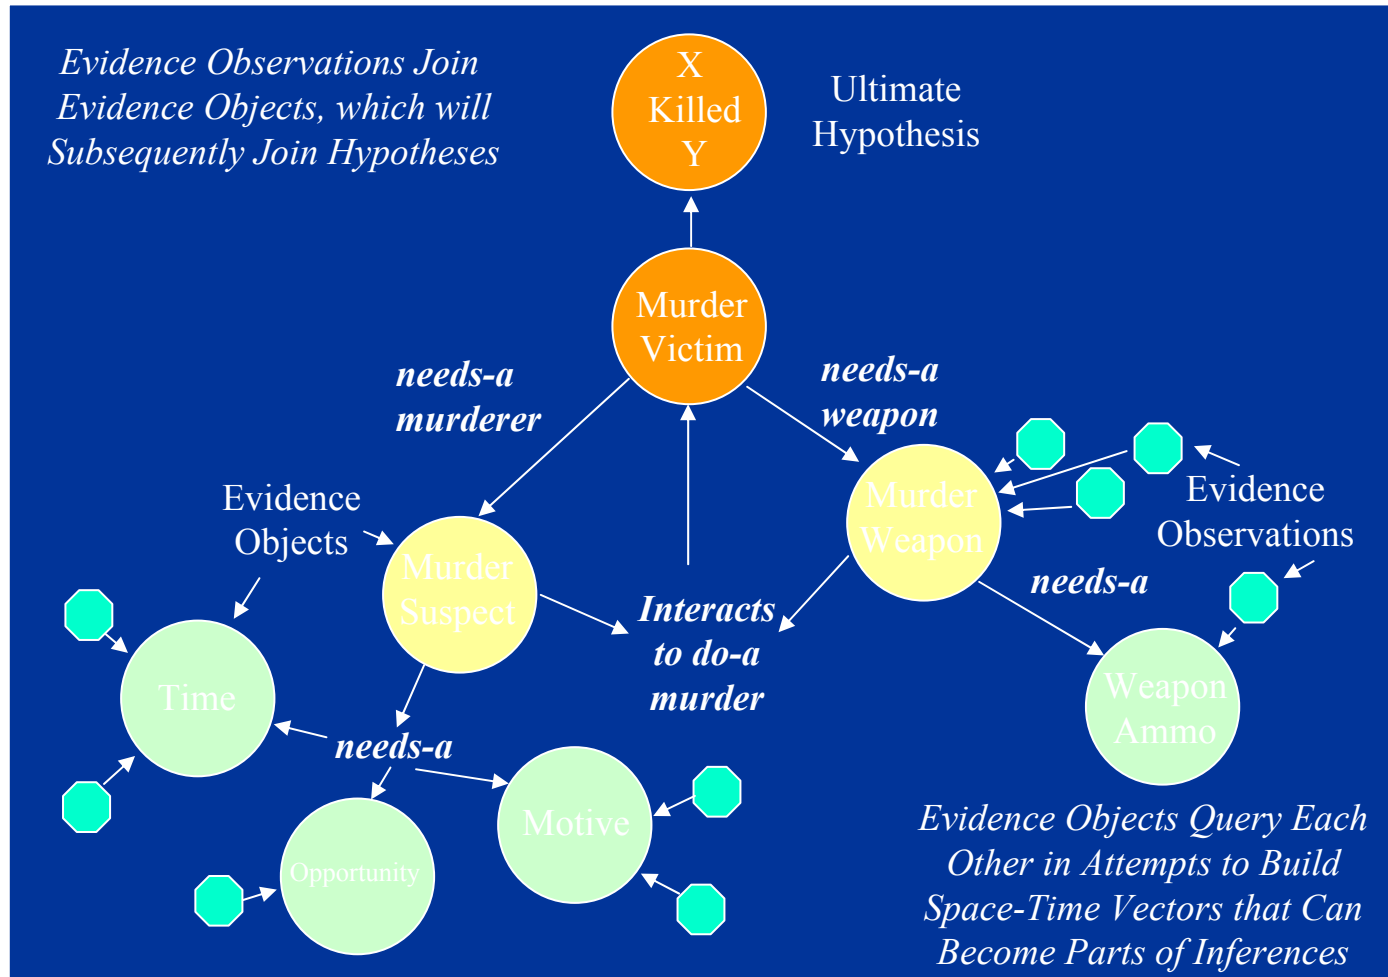 Evidence Observations Join
Evidence Objects, which will
Subsequently Join Hypotheses
X
Killed
Y
Ultimate
Hypothesis
Murder
Victim
needs-a
murderer
needs-a
weapon
Evidence
Objects
Murder
Suspect
Murder
Weapon
Evidence
Observations
Interacts
to do-a
murder
needs-a
Time
needs-a
Opportunity
Motive
Weapon
Ammo
Evidence Objects Query Each
Other in Attempts to Build
Space-Time Vectors that Can
Become Parts of Inferences